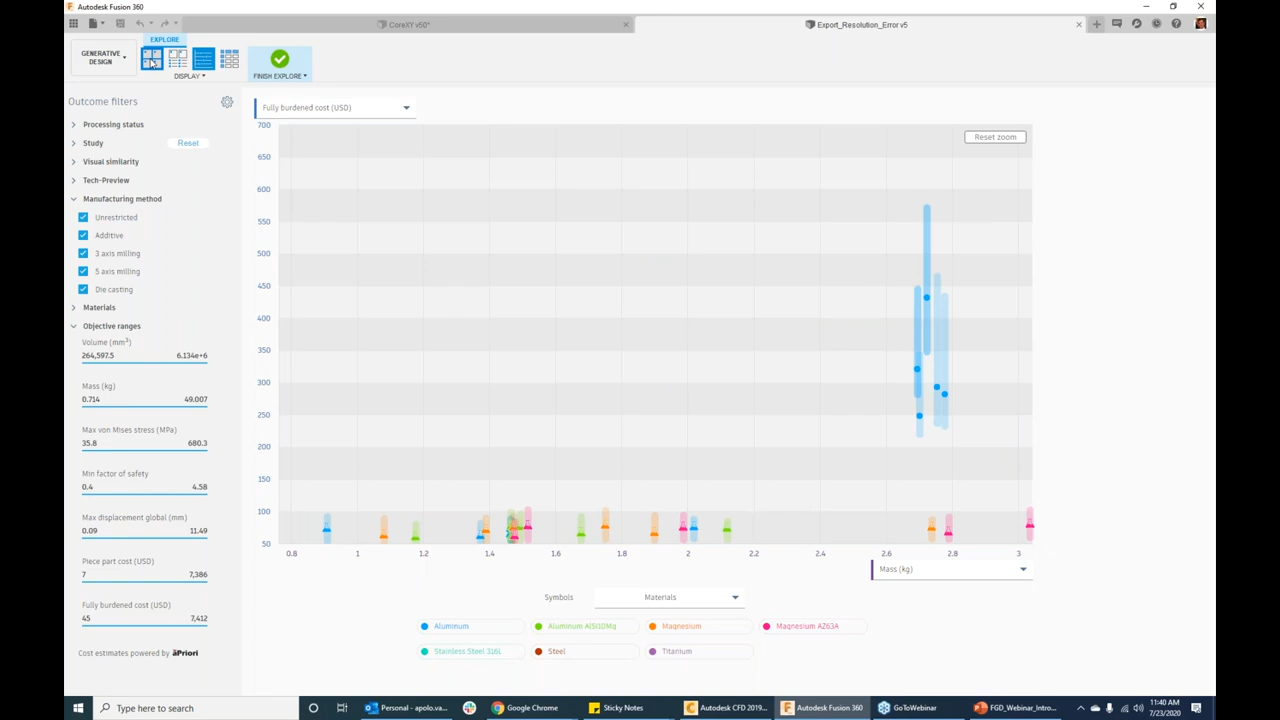 Autodesk Fusion 360
CoreXY v50*
Export_Resolution_Error v5
EXPLORE
GENERATIVE
DESIGN
DISPLAY
FINISH EXPLORE
Outcome filters
Processing status
Study
Reset
Visual similarity
Tech-Preview
Manufacturing method
Unrestricted
Additive
3 axis milling
5 axis milling
Die casting
Materials
Objective ranges
Volume (mm³)
264,597.5 6.134e+6
Mass (kg)
0.714 49.007
Max von Mises stress (MPa)
35.8 680.3
Min factor of safety
0.4 4.58
Max displacement global (mm)
0.09 11.49
Piece part cost (USD)
7 7,386
Fully burdened cost (USD)
45 7,412
Cost estimates powered by aPriori
Fully burdened cost (USD)
Reset zoom
700
650
600
550
500
450
400
350
300
250
200
150
100
50
0.8 1 1.2 1.4 1.6 1.8 2 2.2 2.4 2.6 2.8 3
Mass (kg)
Symbols
Materials
Aluminum Aluminum AlSi10Mg Magnesium Magnesium AZ63A
Stainless Steel 316L Steel Titanium
Type here to search
Personal - apolo.va...
Google Chrome
Sticky Notes
Autodesk CFD 2019...
Autodesk Fusion 360
GoToWebinar
FGD_Webinar_Intro...
11:40 AM
7/23/2020